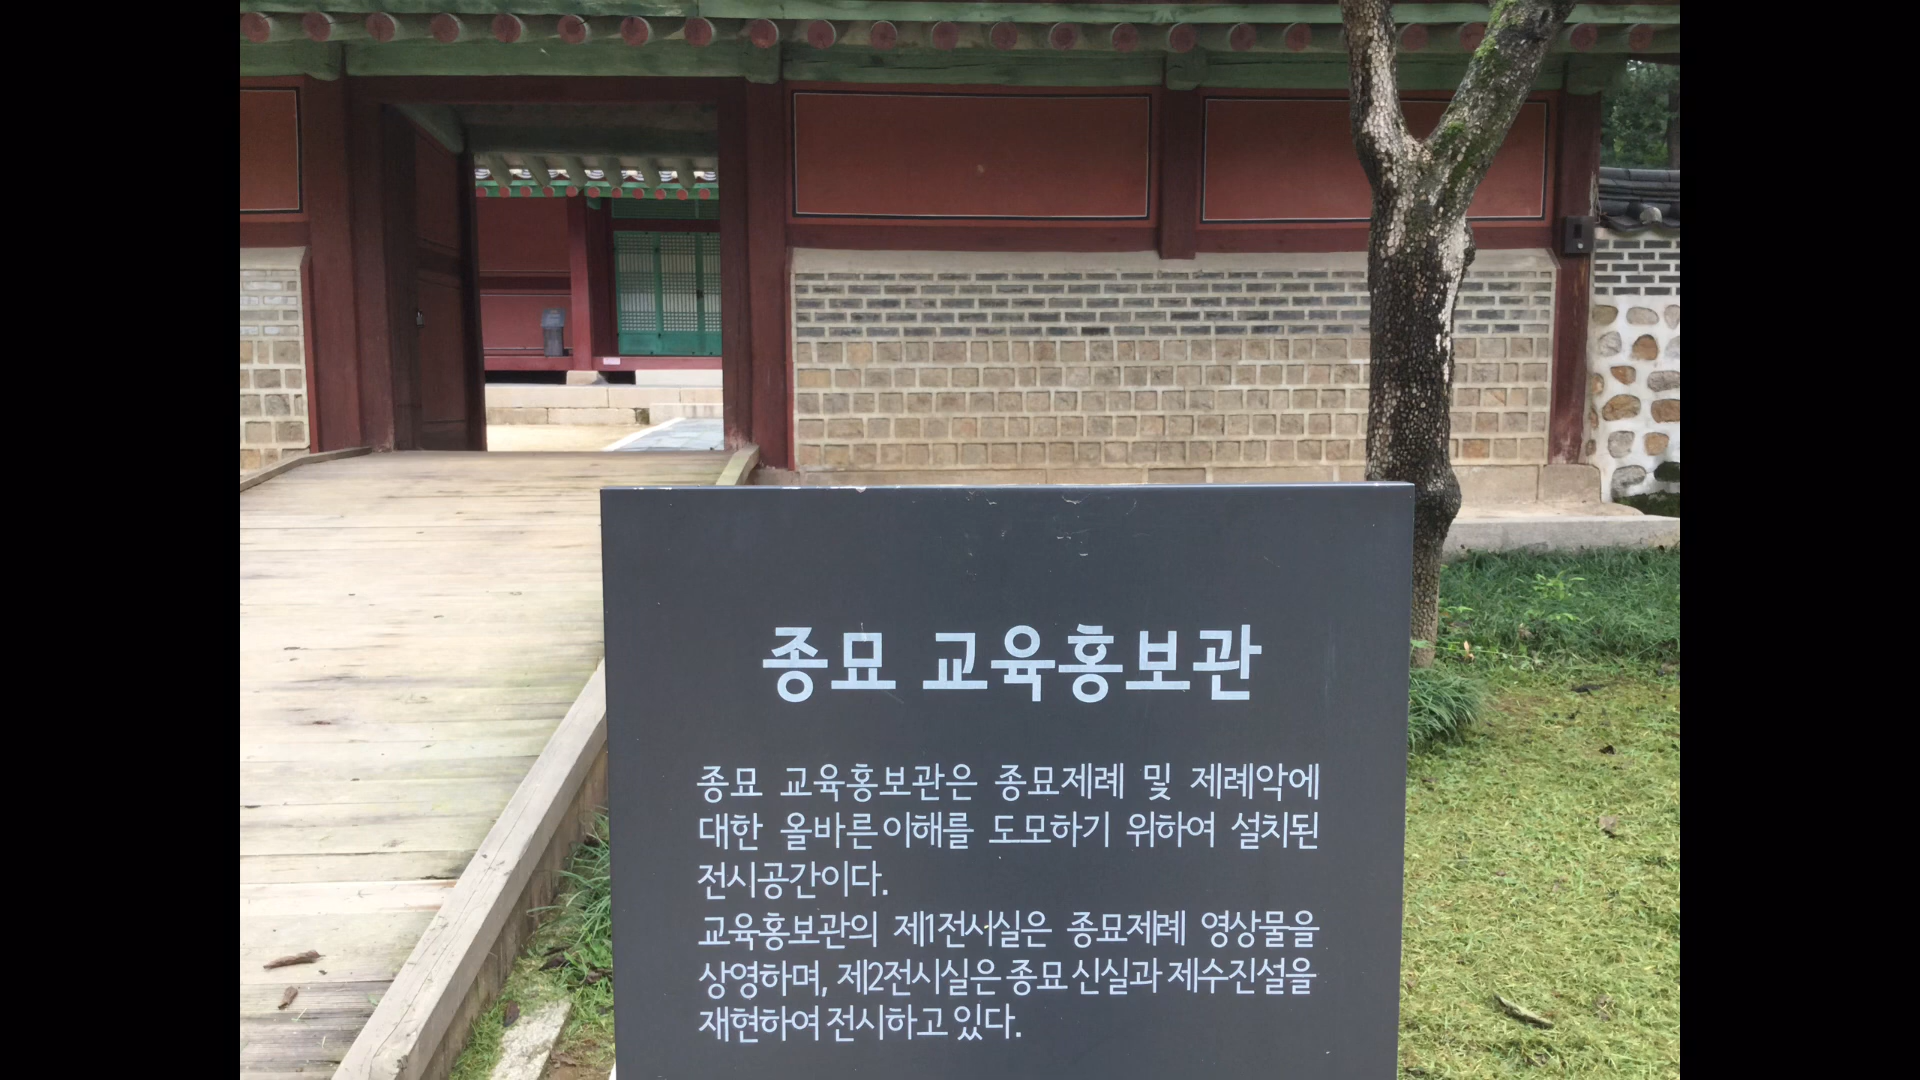 종묘 교육홍보관
종묘 교육홍보관은 종묘제례 및 제례악에
대한 올바른이해를 도모하기 위하여 설치된
전시공간이다.
교육홍보관의 제1전시실은 종묘제례 영상물을
상영하며, 제2전시실은 종묘 신실과 제수진설을
재현하여 전시하고 있다.